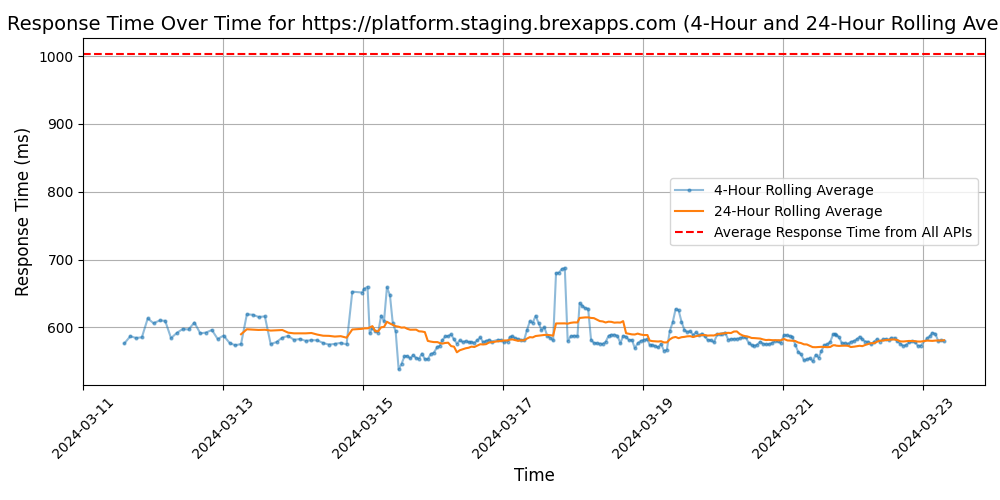 Response Time Over Time for https://platform.staging.brexapps.com (4-Hour and 24-Hour Rolling Ave
1000
900
800
700
600
Response Time (ms)
4-Hour Rolling Average
24-Hour Rolling Average
Average Response Time from All APIs
2024-03-11
2024-03-13
2024-03-15
2024-03-17
2024-03-19
2024-03-21
2024-03-23
Time